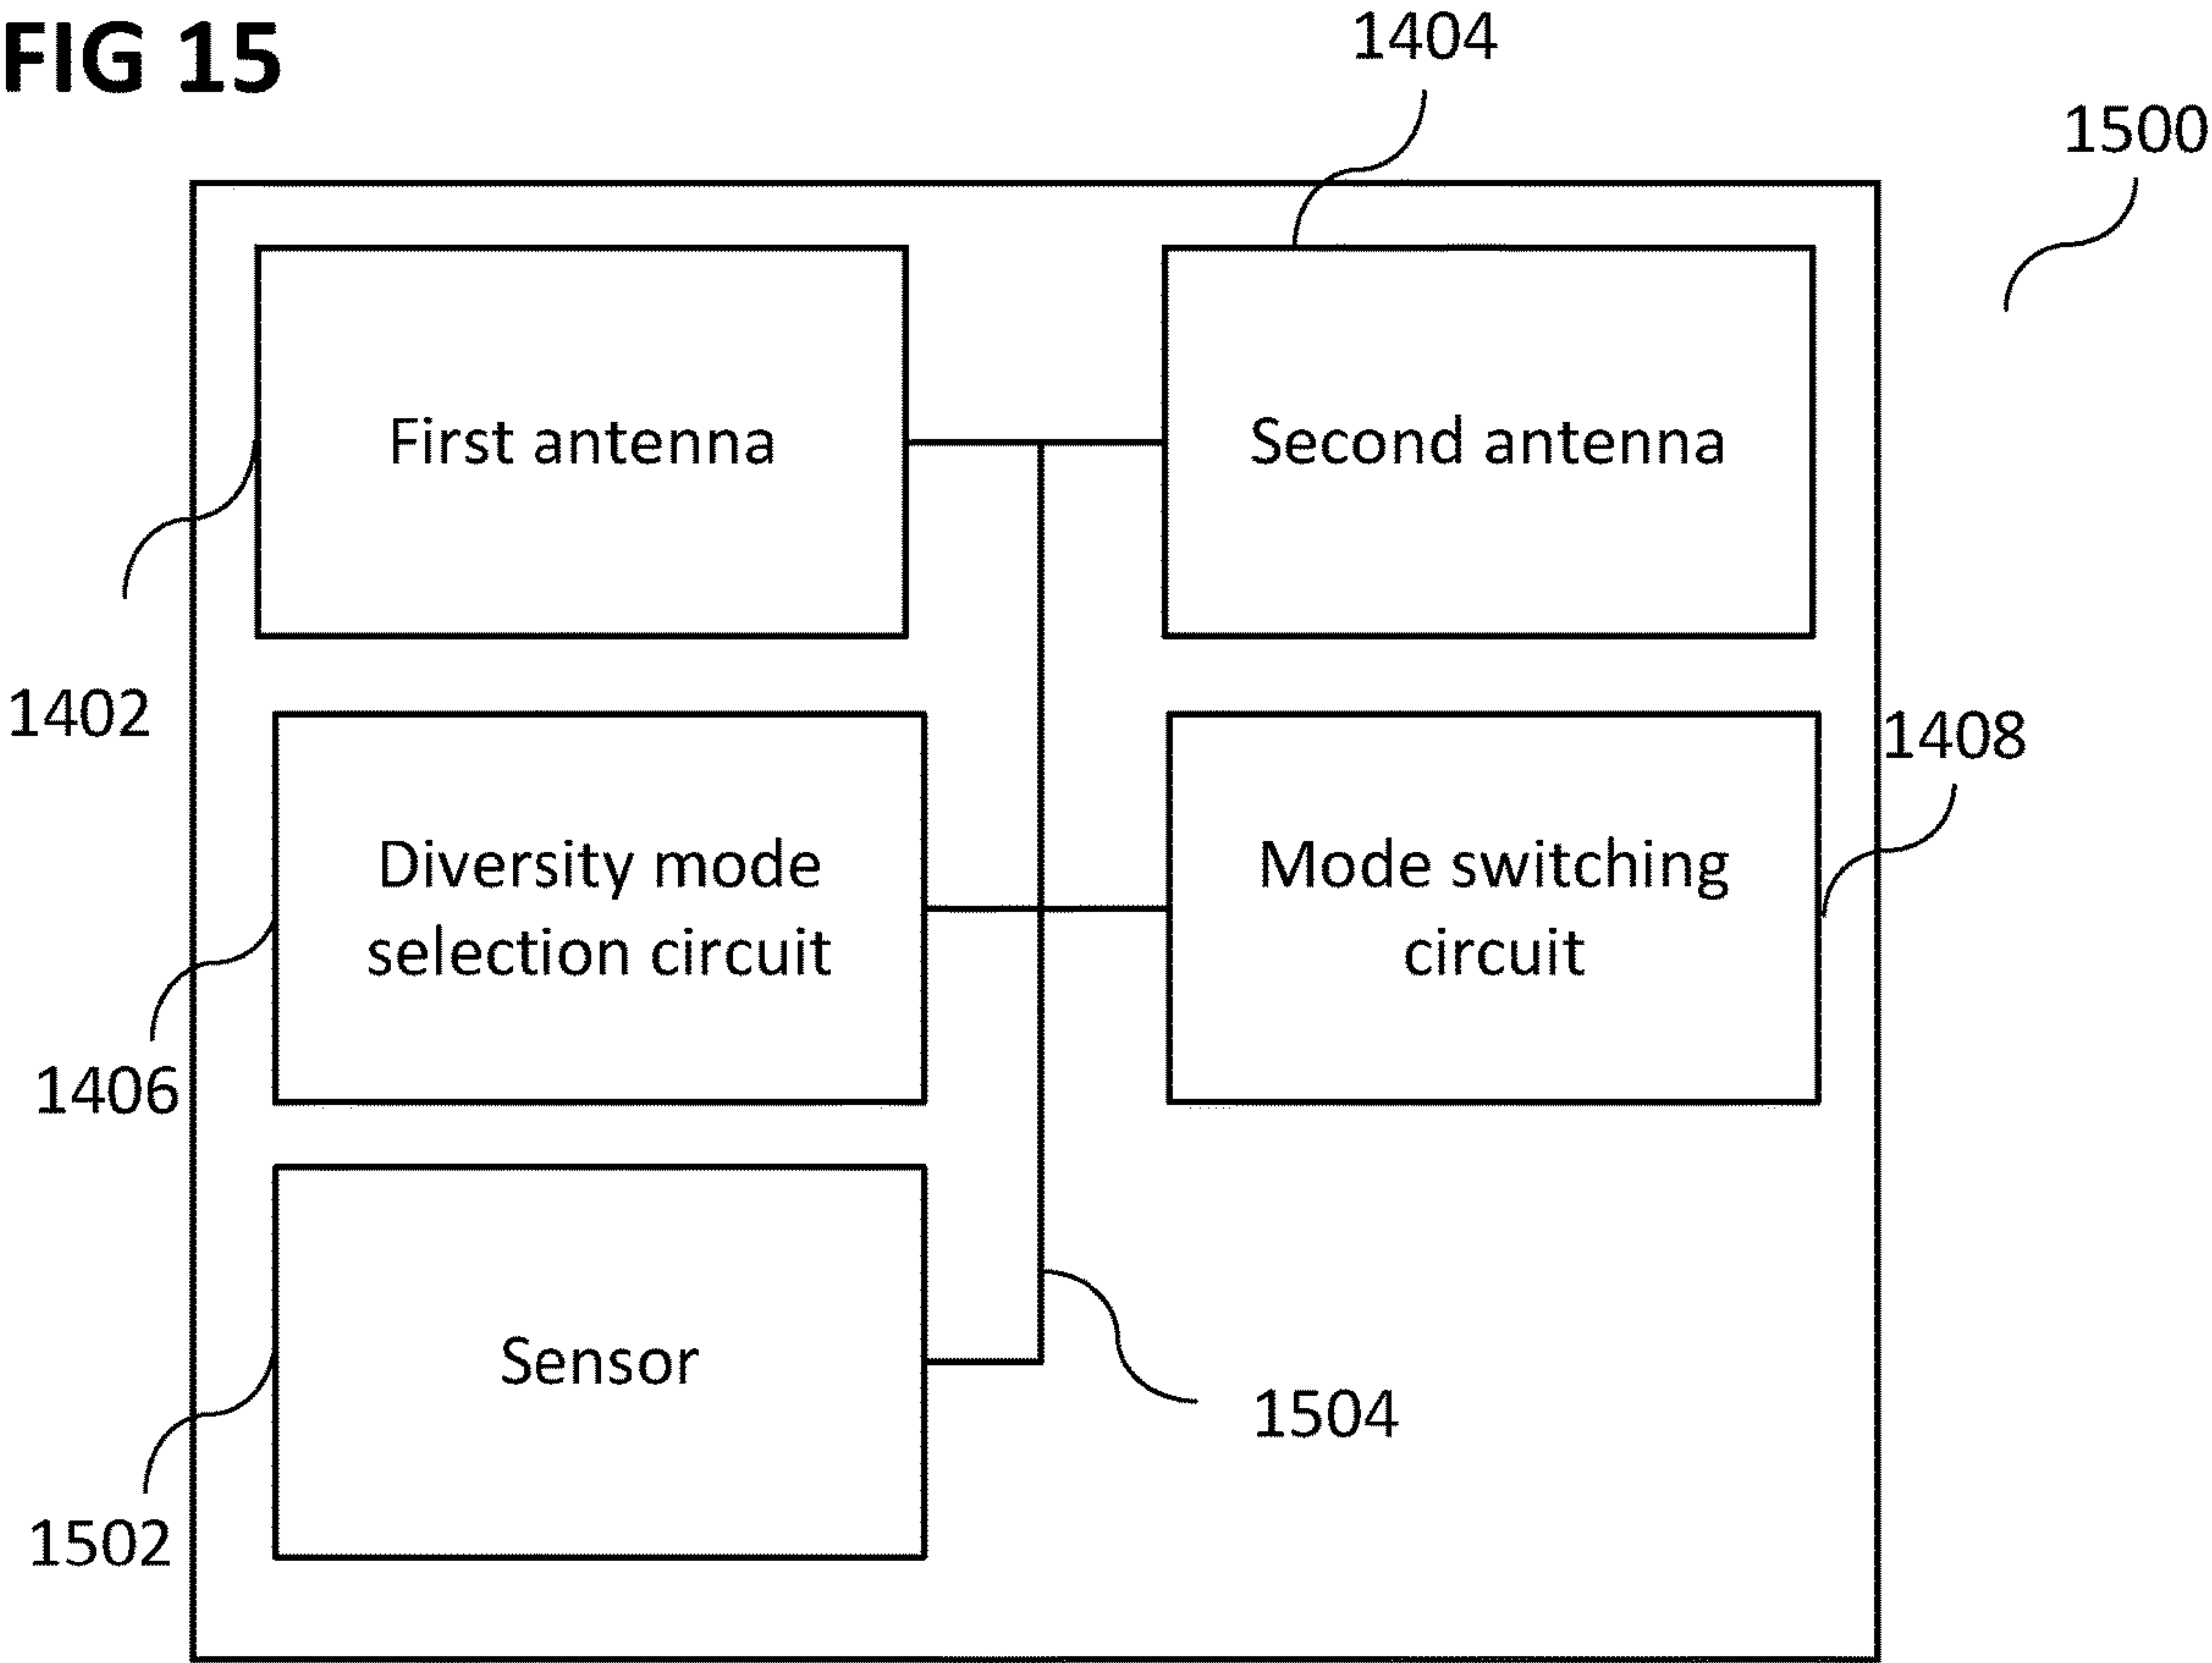 FIG 15
1404
1500
First antenna
Second antenna
1402
1408
Diversity mode
selection circuit
Mode switching
circuit
1406
Sensor
1504
1502